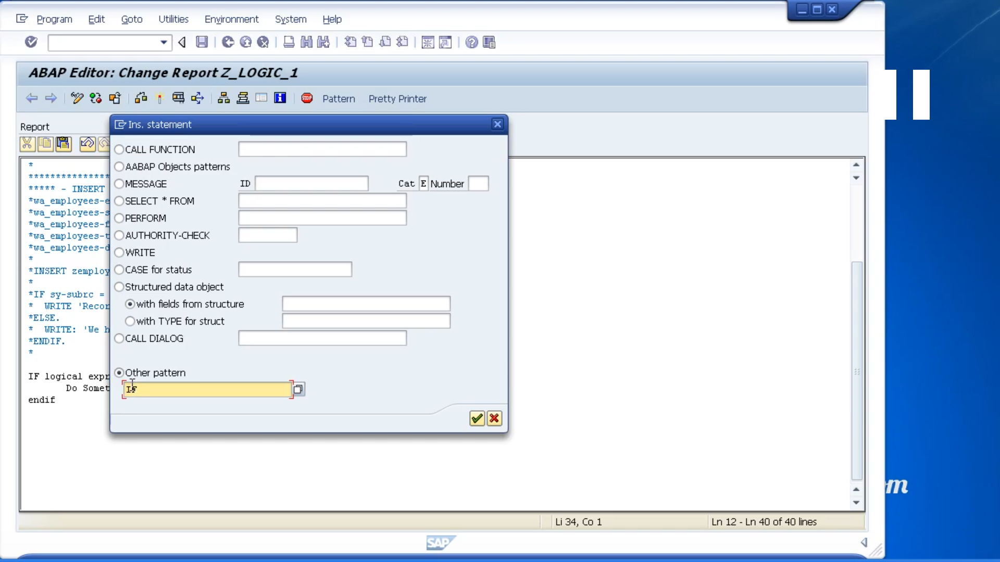 Program Edit Goto Utilities Environment System Help
ABAP Editor: Change Report Z_LOGIC_1
STOP Pattern Pretty Printer
Report
Ins. statement
CALL FUNCTION
AABAP Objects patterns
MESSAGE ID Cat E Number
SELECT * FROM
PERFORM
AUTHORITY-CHECK
WRITE
CASE for status
Structured data object
with fields from structure
with TYPE for struct
CALL DIALOG
Other pattern
IF
*
***************
***** - INSERT
*wa_employees-e
*wa_employees-s
*wa_employees-f
*wa_employees-t
*wa_employees-d
*
*INSERT zemploy
*
*IF sy-subrc =
* WRITE 'Recor
*ELSE.
* WRITE: 'We h
*ENDIF.
*
IF logical expr
Do Somet
endif
Li 34, Co 1
Ln 12 - Ln 40 of 40 lines
SAP